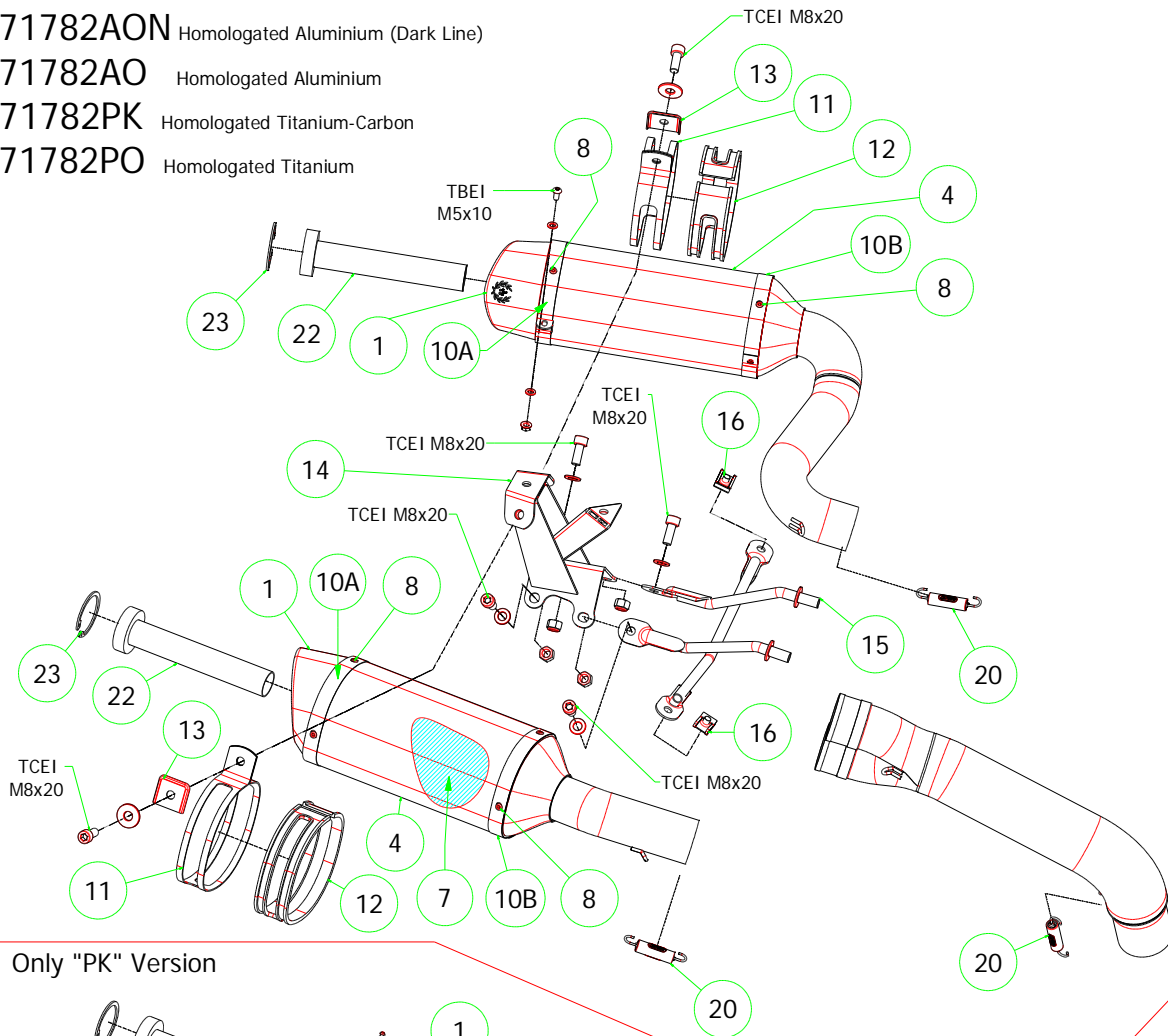 71782AON Homologated Aluminium (Dark Line)
71782AO Homologated Aluminium
71782PK Homologated Titanium-Carbon
71782PO Homologated Titanium
TCEI M8x20
13
11
8
12
TBEI
M5x10
4
10B
8
23
22
1
10A
TCEI
M8x20
16
TCEI M8x20
14
TCEI M8x20
1
10A
8
15
20
23
22
13
16
TCEI
M8x20
TCEI M8x20
4
11
12
7
10B
8
20
20
Only "PK" Version
1